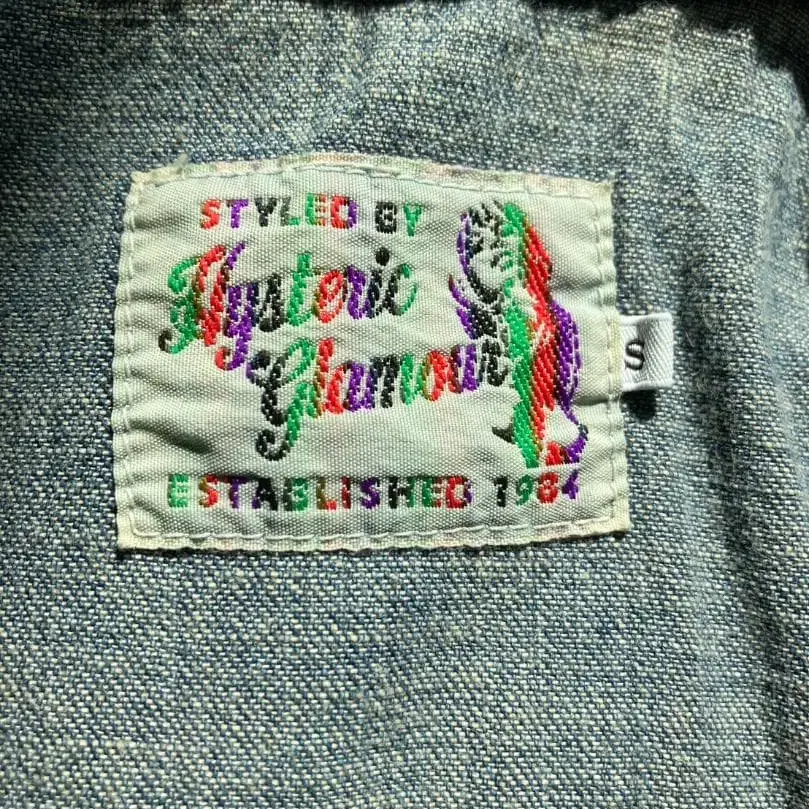 STYLED BY
Hysteric
Glamour
ESTABLISHED 1984
S